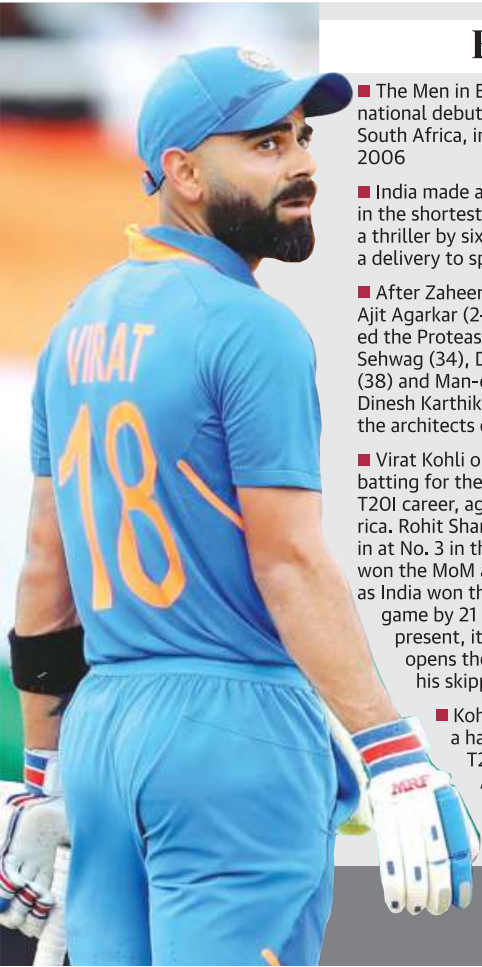 VIRAT
18
MRF
■ The Men in
national debut
South Africa, in
2006
■ India made a
in the shortest
a thriller by six
a delivery to sp
■ After Zaheer
Ajit Agarkar (2-
ed the Proteas
Sehwag (34), D
(38) and Man-o
Dinesh Karthik
the architects o
■ Virat Kohli o
batting for the
T20I career, ag
rica. Rohit Shar
in at No. 3 in th
won the MoM a
as India won th
game by 21
present, it
opens the
his skipp
■ Koh
a ha
T2